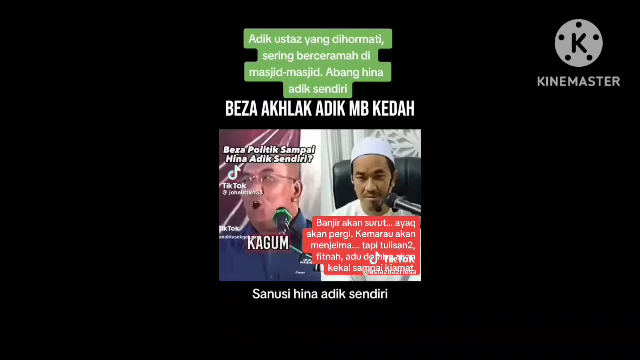 Adik ustaz yang dihormati,
sering berceramah di
masjid-masjid. Abang hina
adik sendiri
KINEMASTER
BEZA AKHLAK ADIK MB KEDAH
Beza Politik Sampai
Hina Adik Sendiri?
TikTok
KAGUM
TikTok
Banjir akan surut... ayaq
akan pergi. Kemarau akan
menjelma... tapi tulisan2,
fitnah, adu
kekal sampai kiamat.
TikTok
Sanusi hina adik sendiri